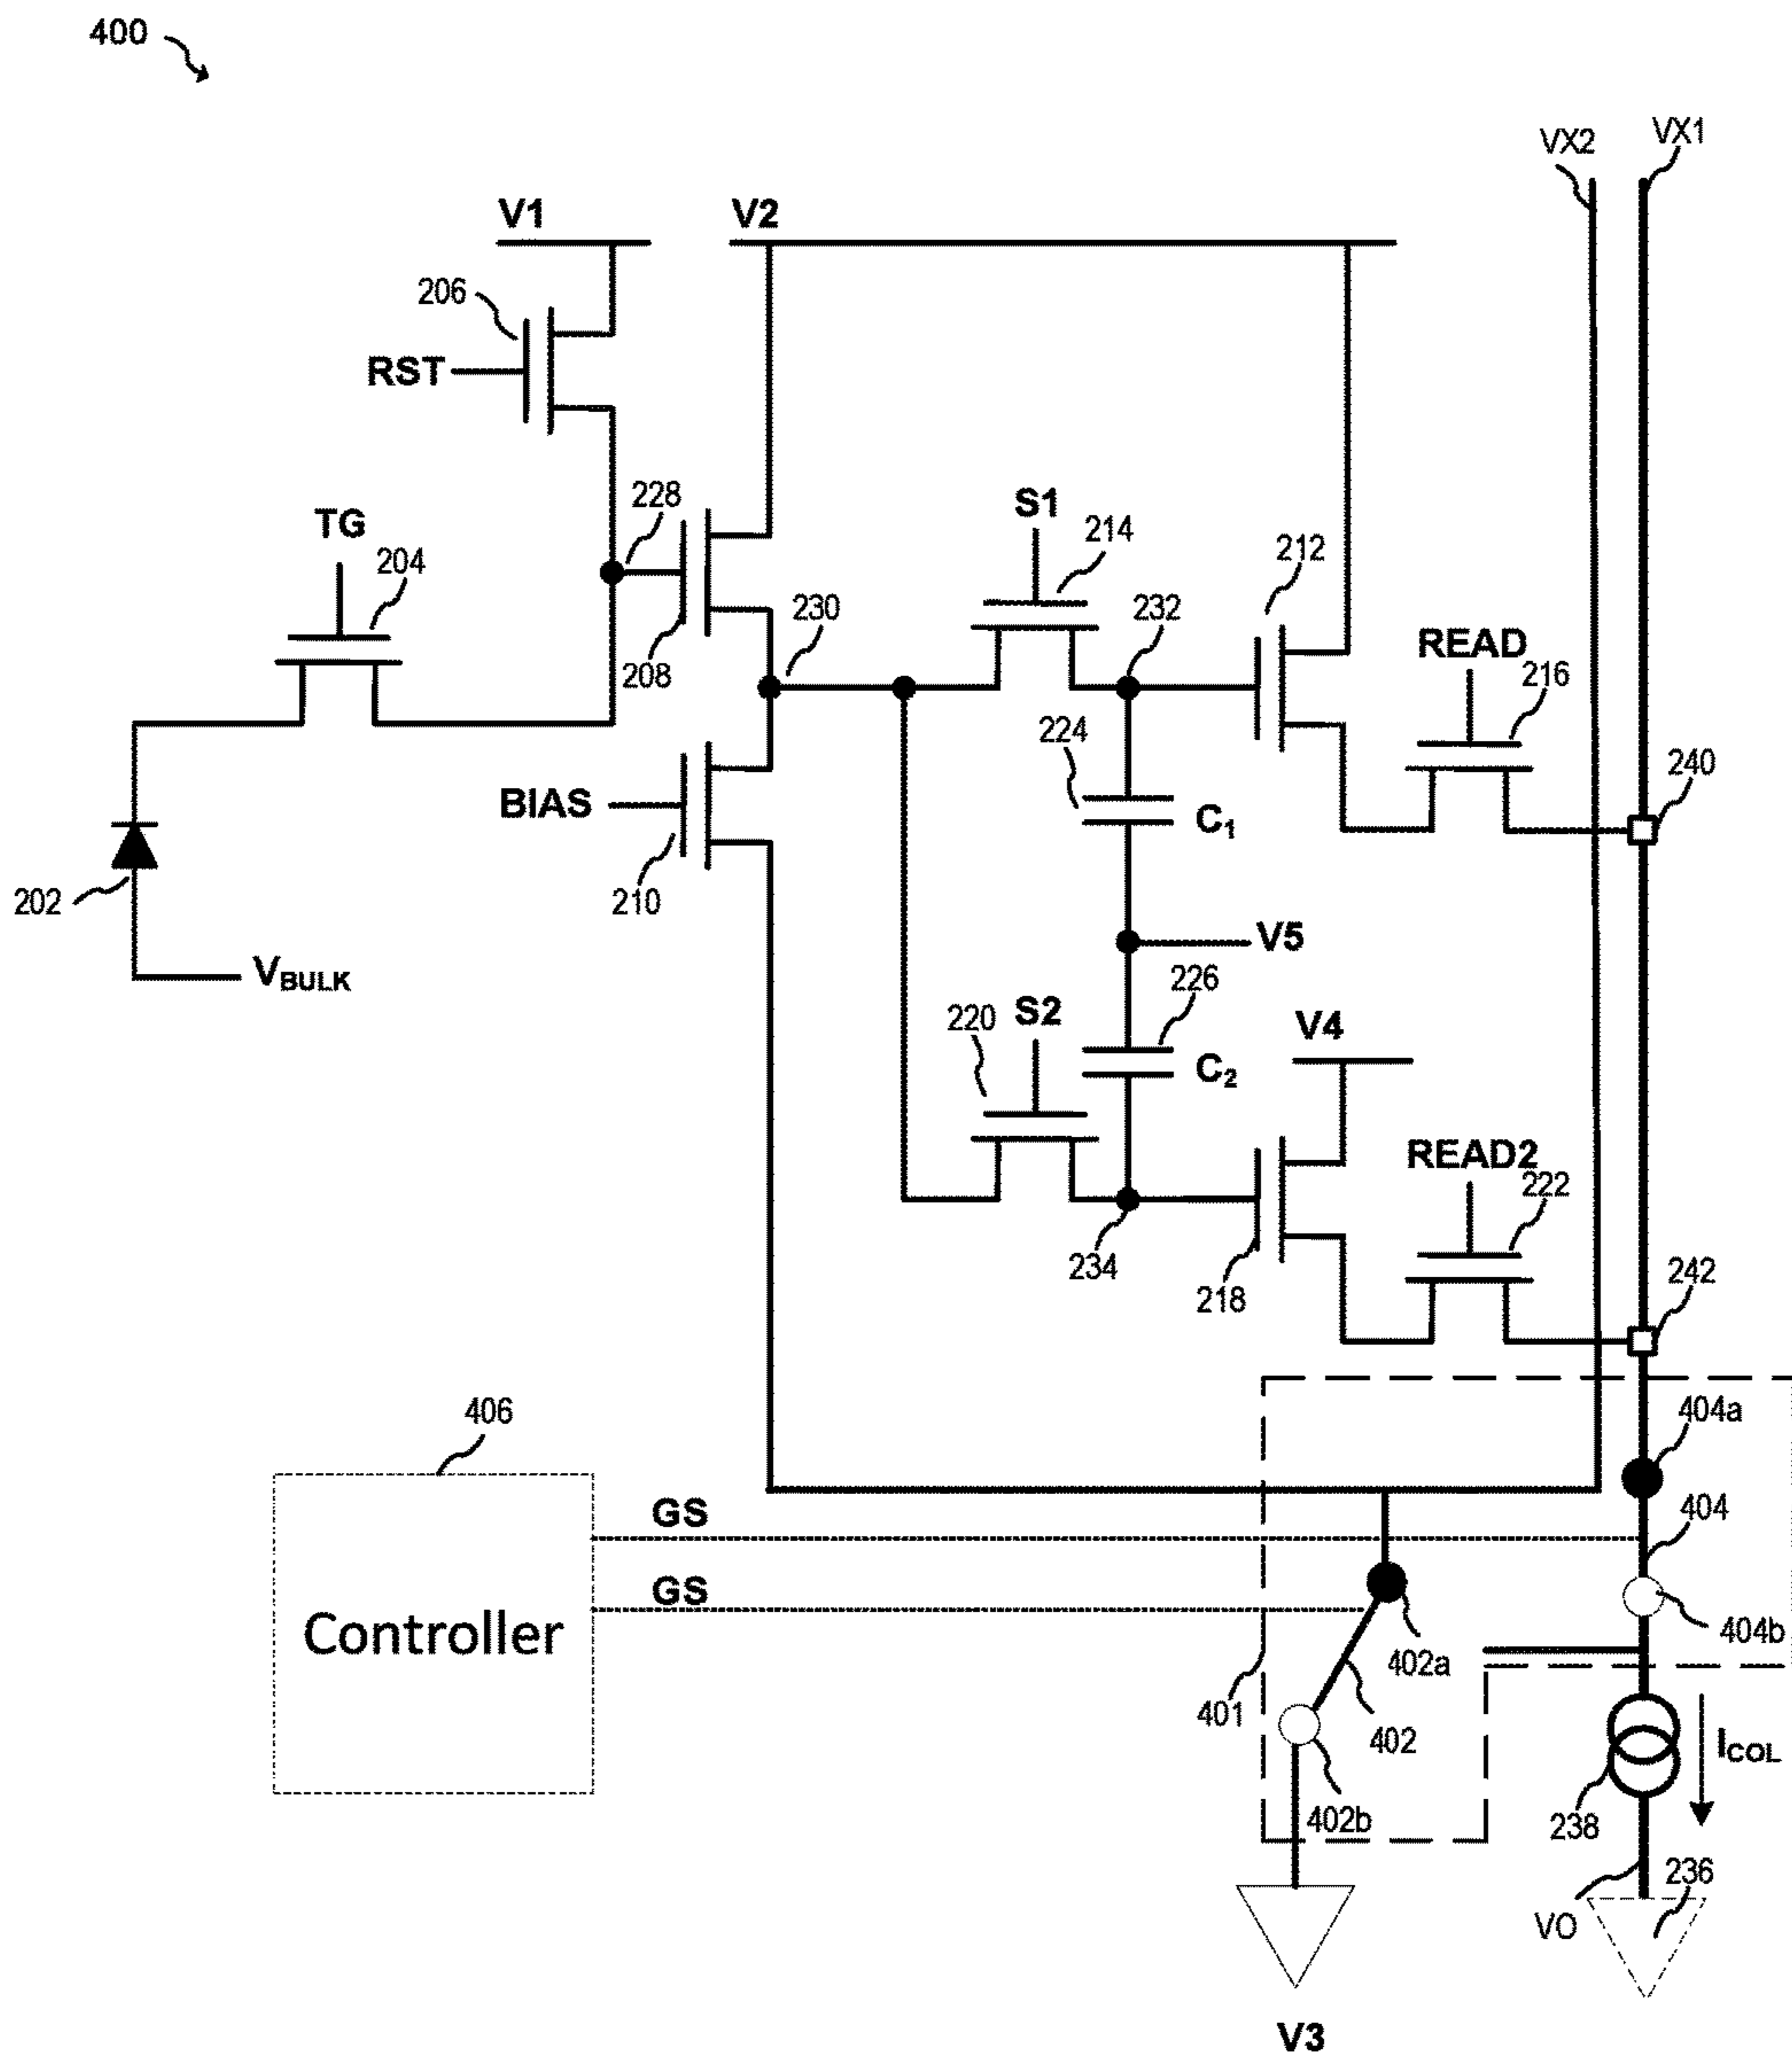 400
VX2
VX1
V1
V2
206
RST
228
TG
204
S1
214
212
230
232
208
READ
216
224
240
BIAS
C1
202
210
V5
VBULK
226
S2
220
V4
C2
READ2
222
234
218
242
406
404a
GS
404
GS
Controller
404b
402a
401
402
ICOL
402b
238
236
VO
V3